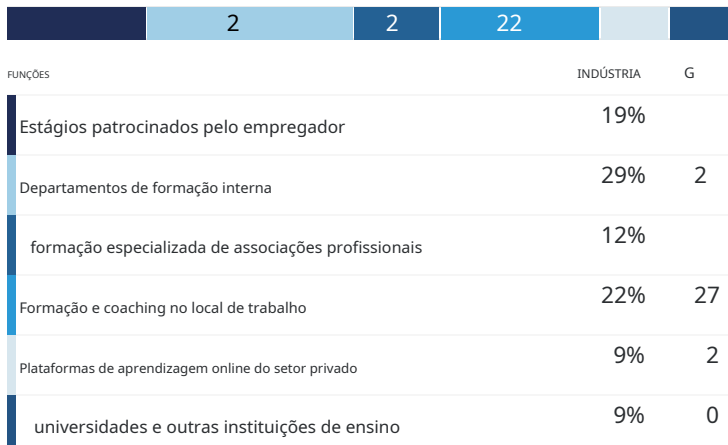 2 2 22
FUNÇÕES INDÚSTRIA G
Estágios patrocinados pelo empregador 19%
Departamentos de formação interna 29% 2
formação especializada de associações profissionais 12%
Formação e coaching no local de trabalho 22% 27
Plataformas de aprendizagem online do setor privado 9% 2
universidades e outras instituições de ensino 9% 0